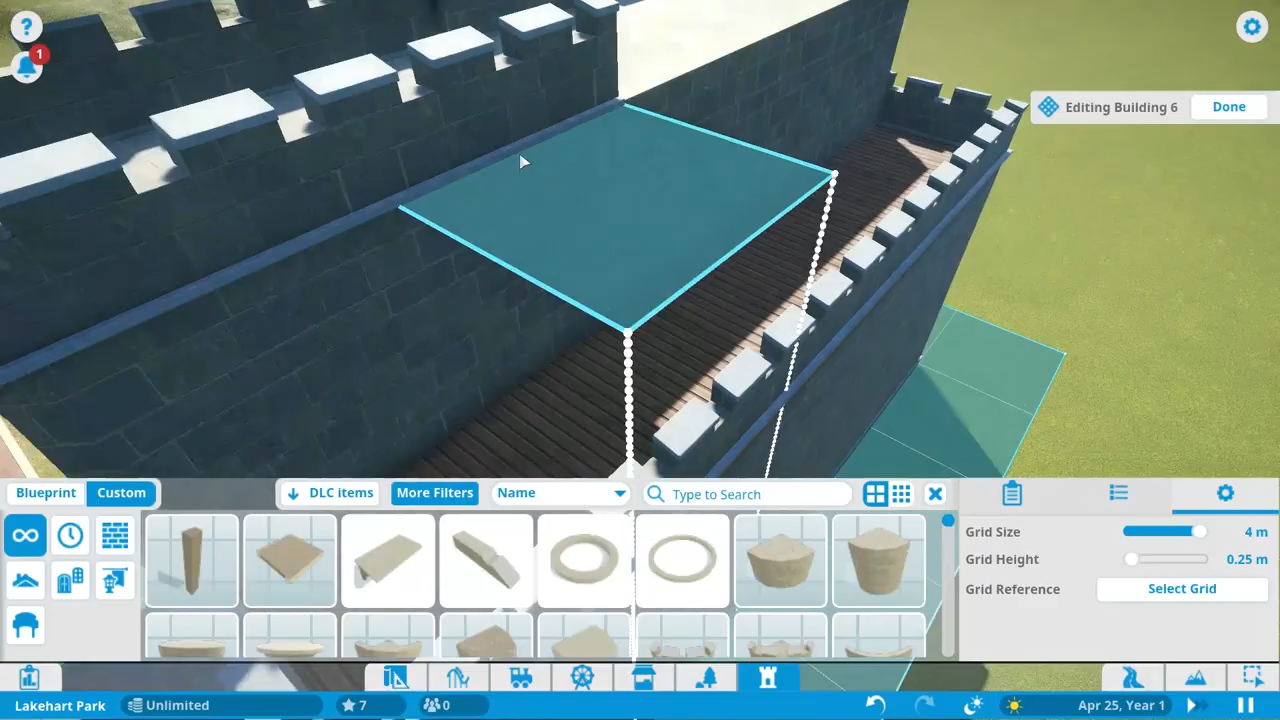 ?
1
Editing Building 6
Done
Blueprint
Custom
DLC items
More Filters
Name
Type to Search
Grid Size
4 m
Grid Height
0.25 m
Grid Reference
Select Grid
Lakehart Park
Unlimited
7
0
Apr 25, Year 1